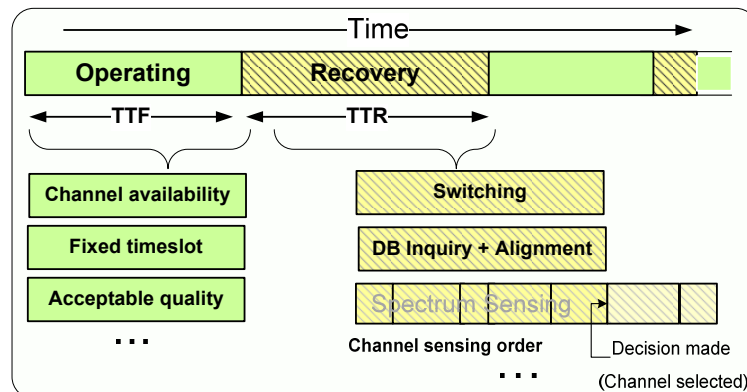 Time
Operating
Recovery
TTF
TTR
Channel availability
Switching
Fixed timeslot
DB Inquiry + Alignment
Acceptable quality
Spectrum Sensing
...
Channel sensing order
Decision made
...
(Channel selected)